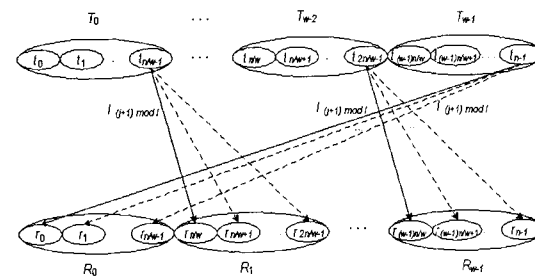 T0 ... Tw-2 Tw-1
t0 t1 . tn/w-1 ... tn/w tn/w+1 . t2n/w-1 t(w-1)n/w t(w-1)n/w+1 ... tn-1
I (j+1) mod l I (j+1) mod l I (j+1) mod l
r0 r1 . rn/w-1 rn/w rn/w+1 . r2n/w-1 ... r(w-1)n/w r(w-1)n/w+1 . rn-1
R0 R1 Rw-1